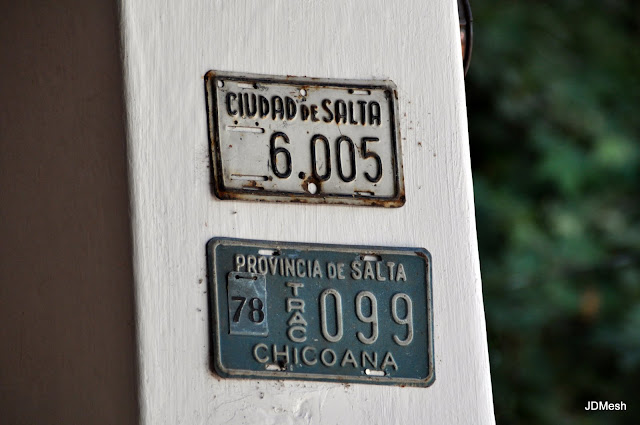 CIUDAD DE SALTA
6.005
PROVINCIA DE SALTA
78 TRAC 099
CHICOANA
JDMesh